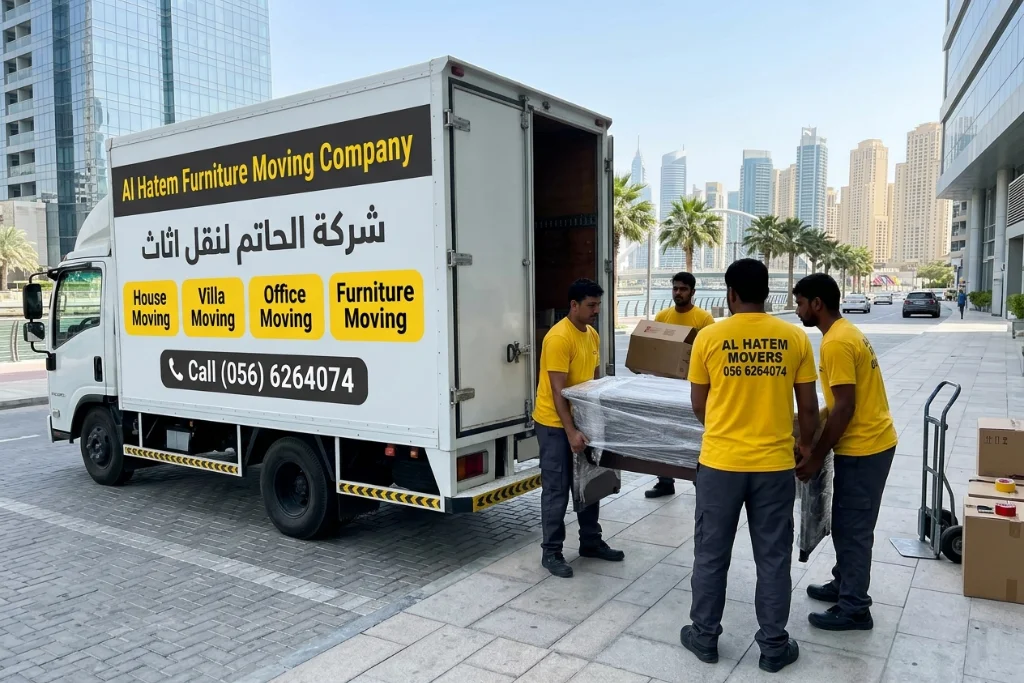 Al Hatem Furniture Moving Company
شركة الحاتم لنقل اثاث
House Moving
Villa Moving
Office Moving
Furniture Moving
Call (056) 6264074
AL HATEM
MOVERS
056 6264074